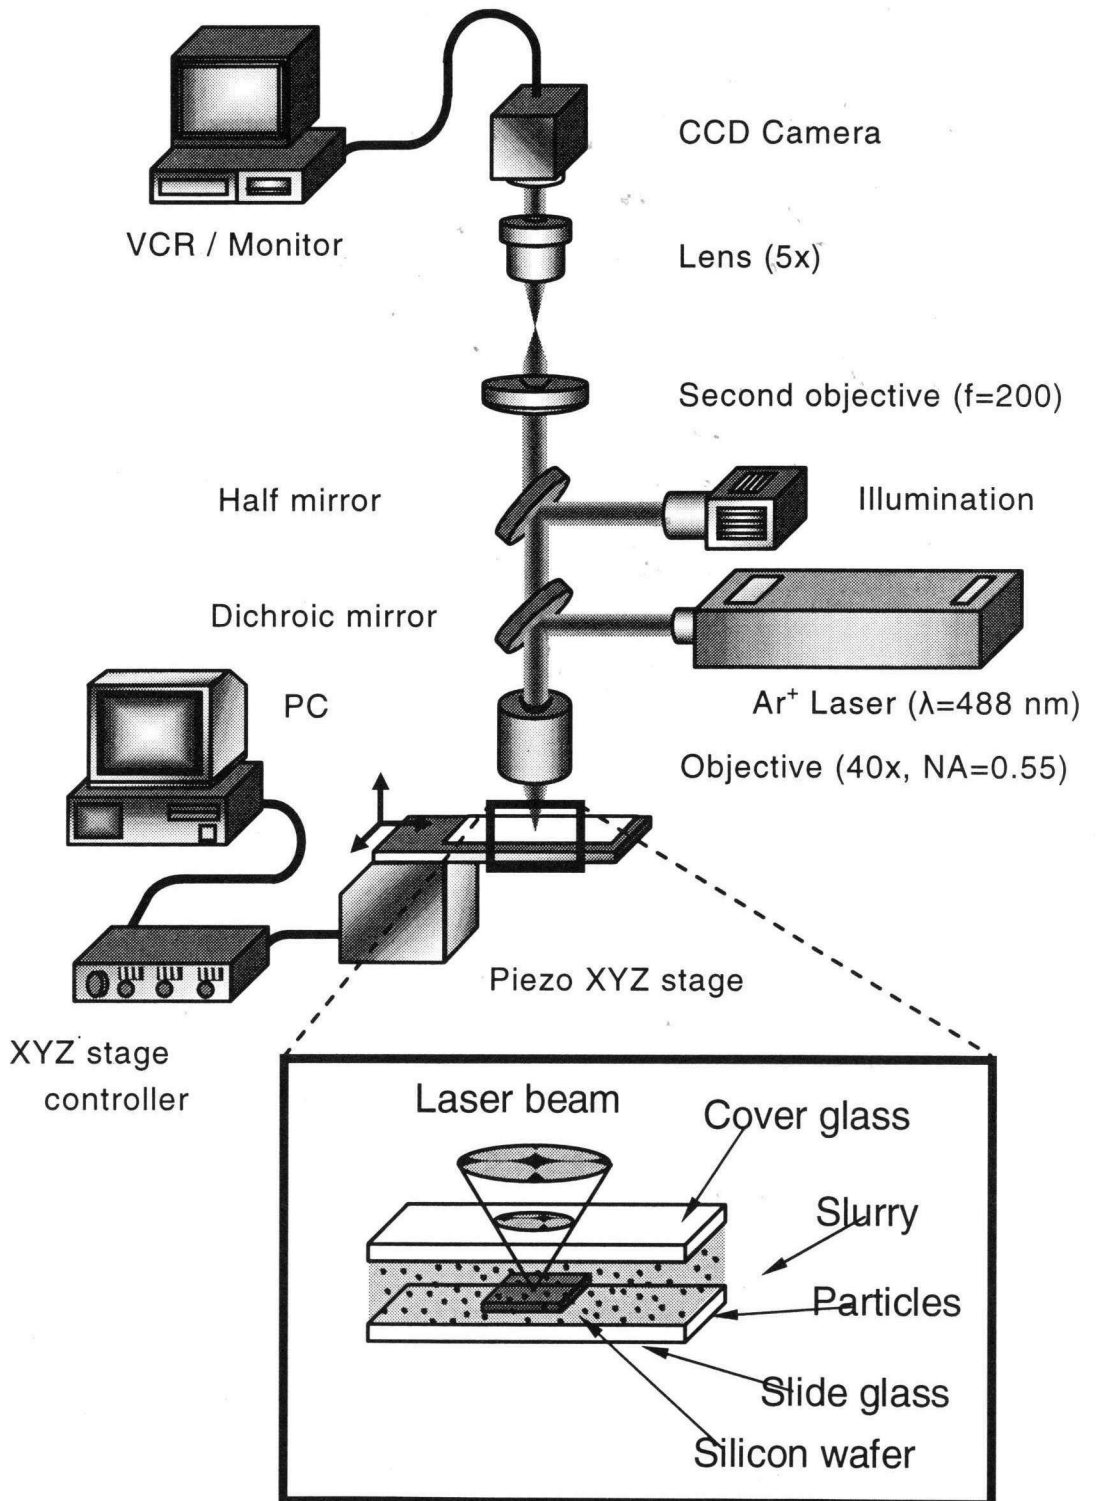 CCD Camera
VCR / Monitor
Lens (5x)
Second objective (f=200)
Half mirror
Illumination
Dichroic mirror
PC
Ar⁺ Laser (λ=488 nm)
Objective (40x, NA=0.55)
Piezo XYZ stage
XYZ stage
controller
Laser beam
Cover glass
Slurry
Particles
Slide glass
Silicon wafer